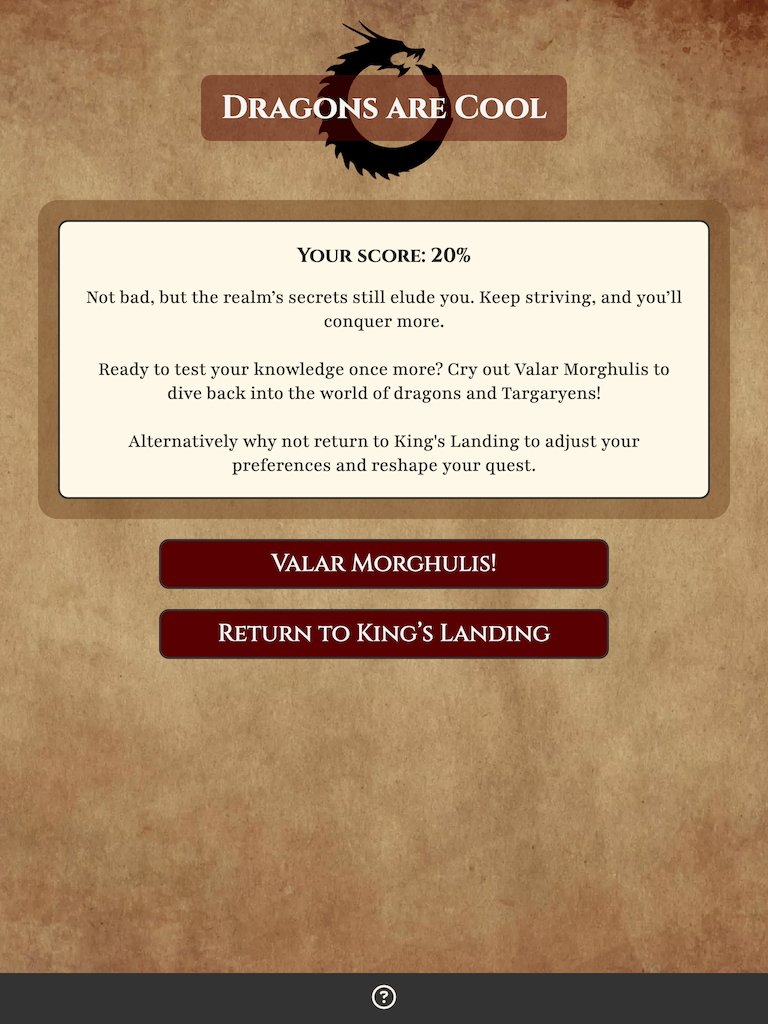 Dragons are Cool
Your score: 20%
Not bad, but the realm’s secrets still elude you. Keep striving, and you’ll
conquer more.
Ready to test your knowledge once more? Cry out Valar Morghulis to
dive back into the world of dragons and Targaryens!
Alternatively why not return to King's Landing to adjust your
preferences and reshape your quest.
Valar Morghulis!
Return to King’s Landing
?